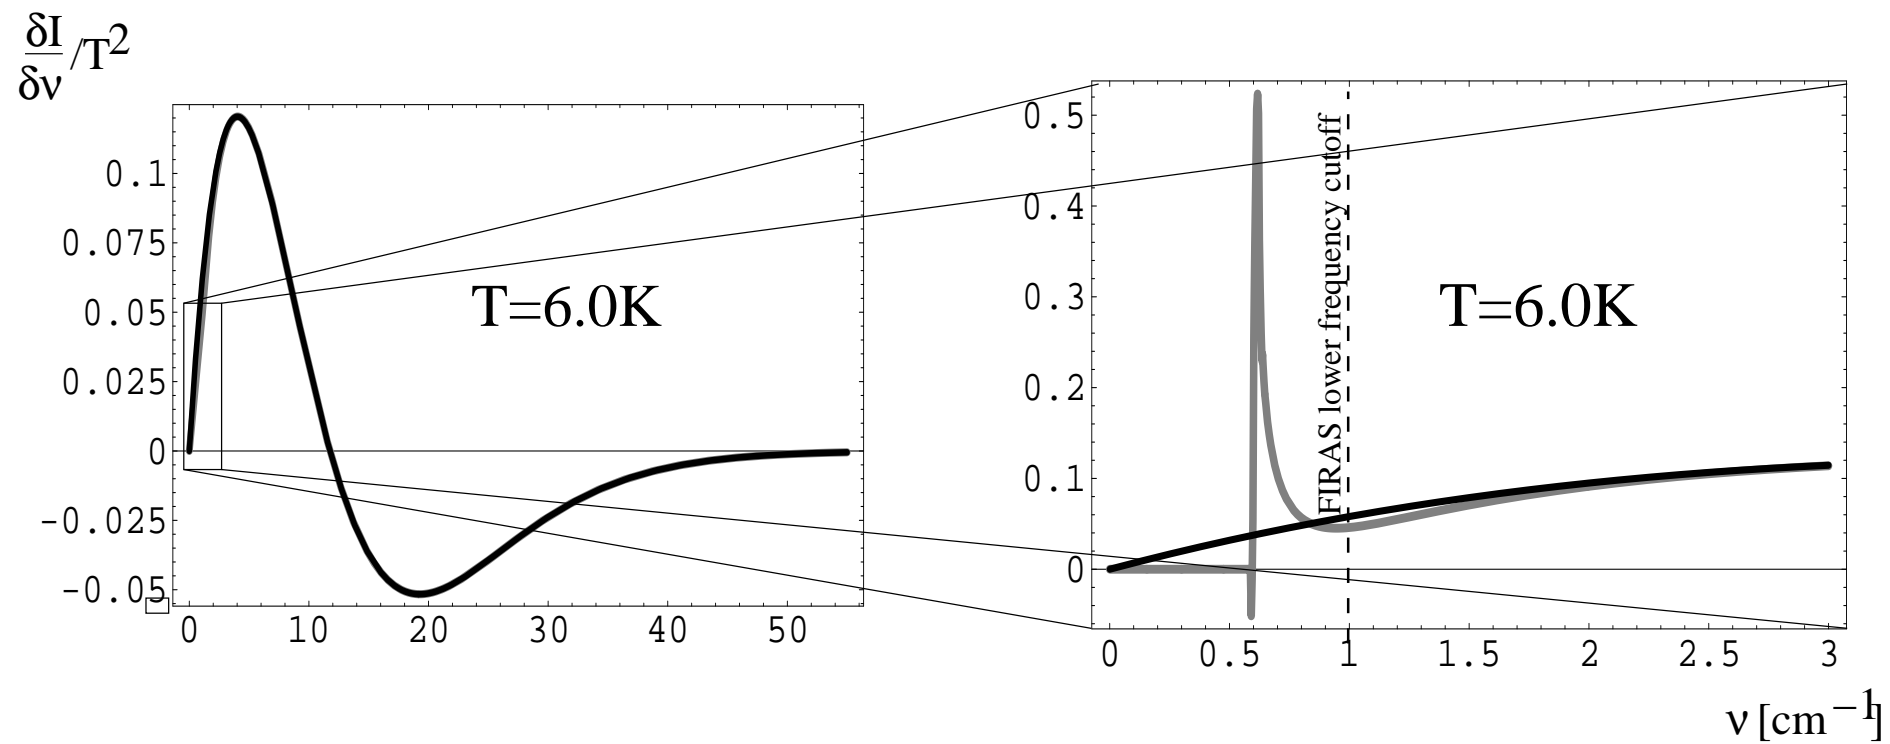 δI
δν /T2
0.1
0.075
0.05
0.025
0
−0.025
−0.05
0 10 20 30 40 50
T=6.0K
0.5
0.4
0.3
0.2
0.1
0
0 0.5 1 1.5 2 2.5 3
FIRAS lower frequency cutoff
T=6.0K
ν [cm−1]